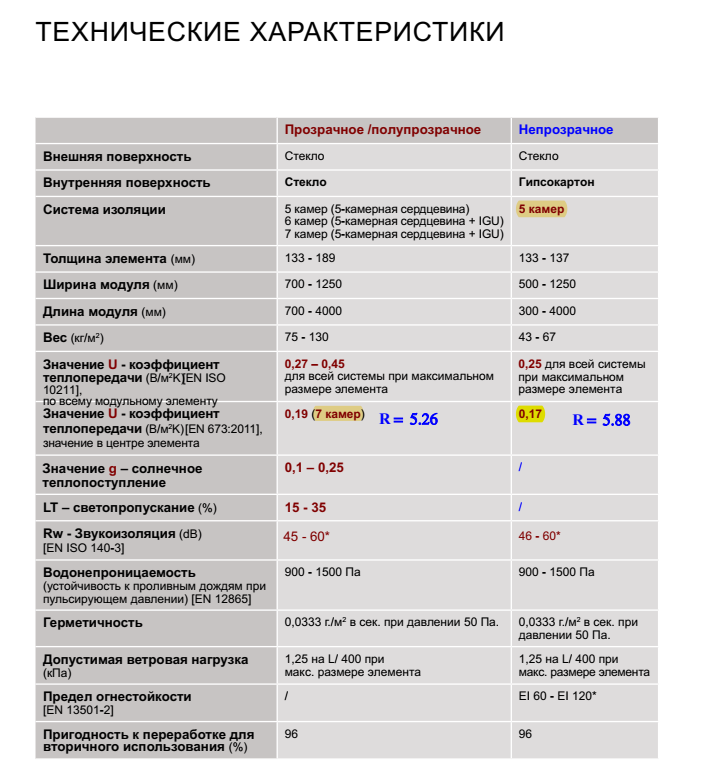 ТЕХНИЧЕСКИЕ ХАРАКТЕРИСТИКИ
Прозрачное /полупрозрачное
Непрозрачное
Внешняя поверхность
Стекло
Стекло
Внутренняя поверхность
Стекло
Гипсокартон
Система изоляции
5 камер (5-камерная сердцевина)
6 камер (5-камерная сердцевина + IGU)
7 камер (5-камерная сердцевина + IGU)
5 камер
Толщина элемента (мм)
133 - 189
133 - 137
Ширина модуля (мм)
700 - 1250
500 - 1250
Длина модуля (мм)
700 - 4000
300 - 4000
Вес (кг/м²)
75 - 130
43 - 67
Значение U - коэффициент
теплопередачи (В/м²K)[EN ISO
10211],
по всему модульному элементу
0,27 – 0,45
для всей системы при максимальном
размере элемента
0,25 для всей системы
при максимальном
размере элемента
Значение U - коэффициент
теплопередачи (В/м²K)[EN 673:2011],
значение в центре элемента
0,19 (7 камер)
R = 5.26
0,17
R = 5.88
Значение g – солнечное
теплопоступление
0,1 – 0,25
/
LT – светопропускание (%)
15 - 35
/
Rw - Звукоизоляция (dB)
[EN ISO 140-3]
45 - 60*
46 - 60*
Водонепроницаемость
(устойчивость к проливным дождям при
пульсирующем давлении) [EN 12865]
900 - 1500 Па
900 - 1500 Па
Герметичность
0,0333 г./м² в сек. при давлении 50 Па.
0,0333 г./м² в сек. при
давлении 50 Па.
Допустимая ветровая нагрузка
(кПа)
1,25 на L/ 400 при
макс. размере элемента
1,25 на L/ 400 при
макс. размере элемента
Предел огнестойкости
[EN 13501-2]
/
EI 60 - EI 120*
Пригодность к переработке для
вторичного использования (%)
96
96